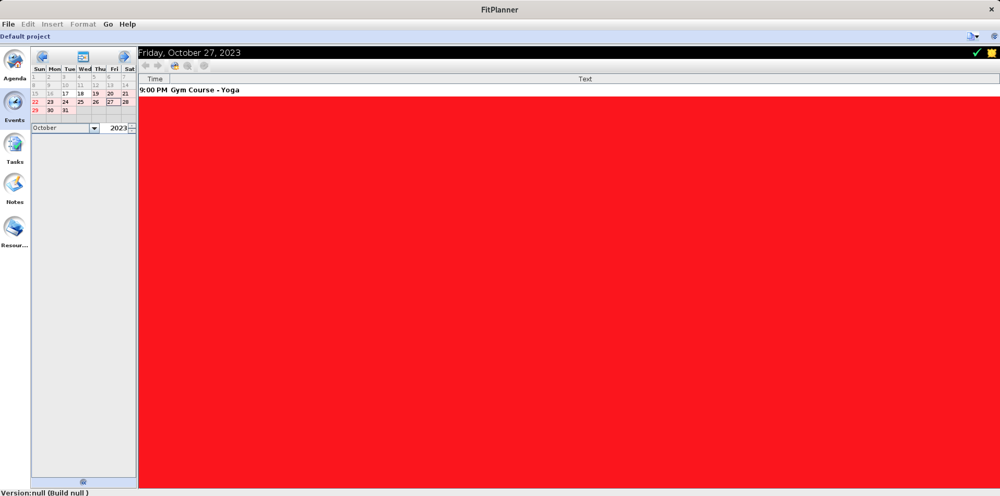 FitPlanner
File Edit Insert Format Go Help
Default project
Friday, October 27, 2023
Agenda
Events
Tasks
Notes
Resour...
Sun Mon Tue Wed Thu Fri Sat
1 2 3 4 5 6 7
8 9 10 11 12 13 14
15 16 17 18 19 20 21
22 23 24 25 26 27 28
29 30 31
October 2023
Time Text
9:00 PM Gym Course - Yoga
Version:null (Build null )